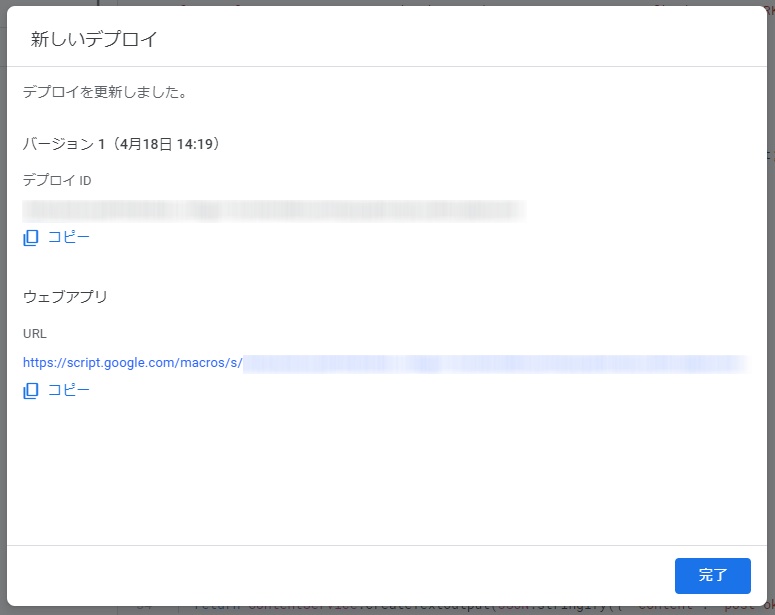 新しいデプロイ
デプロイを更新しました。
バージョン 1（4月18日 14:19）
デプロイ ID
コピー
ウェブアプリ
URL
https://script.google.com/macros/s/
コピー
完了